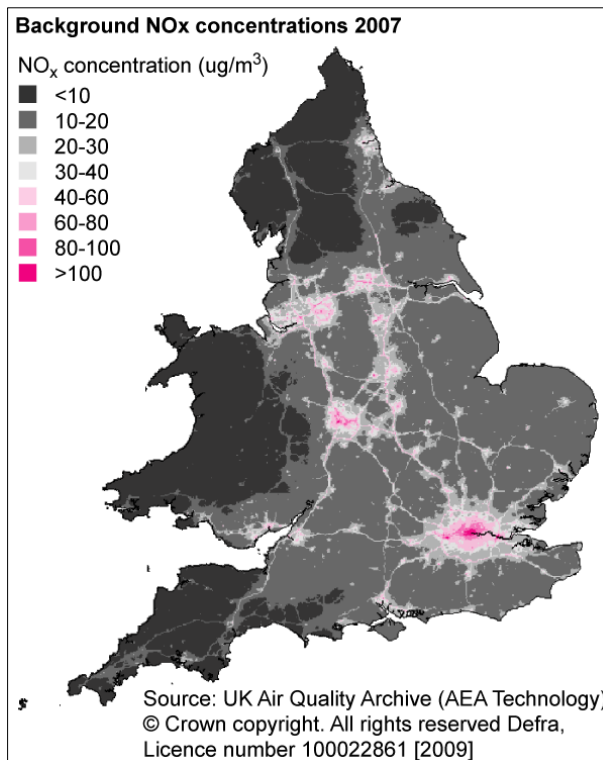 Background NOx concentrations 2007
NOₓ concentration (ug/m³)
<10
10-20
20-30
30-40
40-60
60-80
80-100
>100
Source: UK Air Quality Archive (AEA Technology)
© Crown copyright. All rights reserved Defra,
Licence number 100022861 [2009]